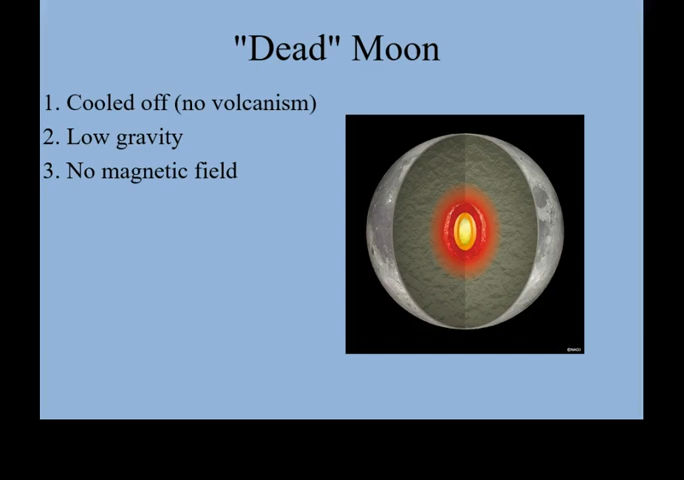 "Dead" Moon
1. Cooled off (no volcanism)
2. Low gravity
3. No magnetic field